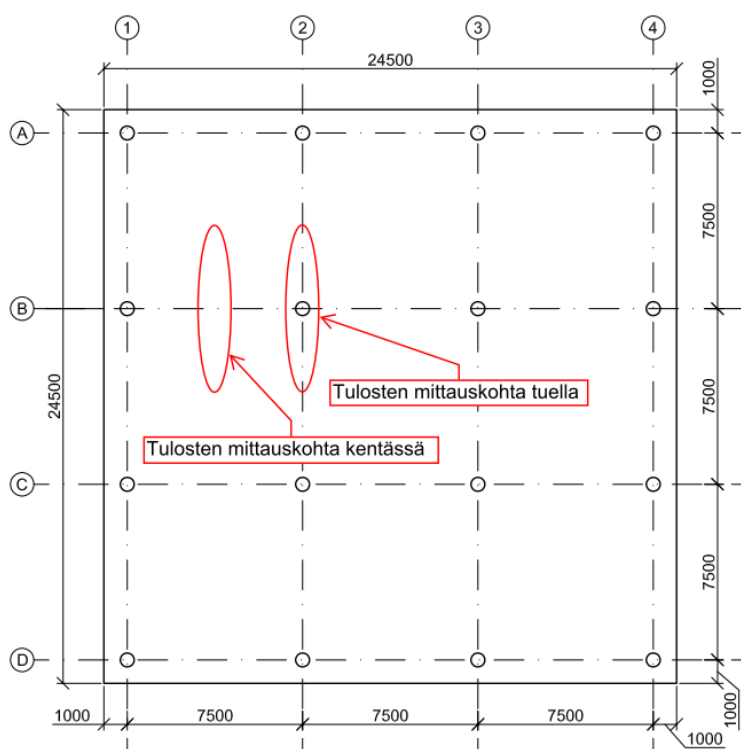 1 2 3 4
24500
1000
A
7500
B
Tulosten mittauskohta tuella
24500
7500
Tulosten mittauskohta kentässä
C
7500
D
1000 7500 7500 7500 1000
1000